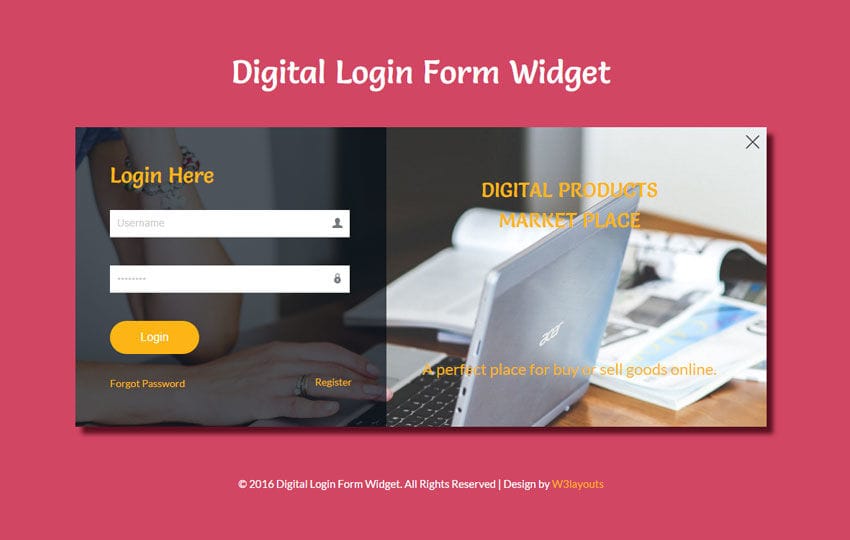 Digital Login Form Widget
Login Here
Username
--------
Login
Forgot Password
Register
DIGITAL PRODUCTS
MARKET PLACE
acer
A perfect place for buy or sell goods online.
© 2016 Digital Login Form Widget. All Rights Reserved | Design by W3layouts